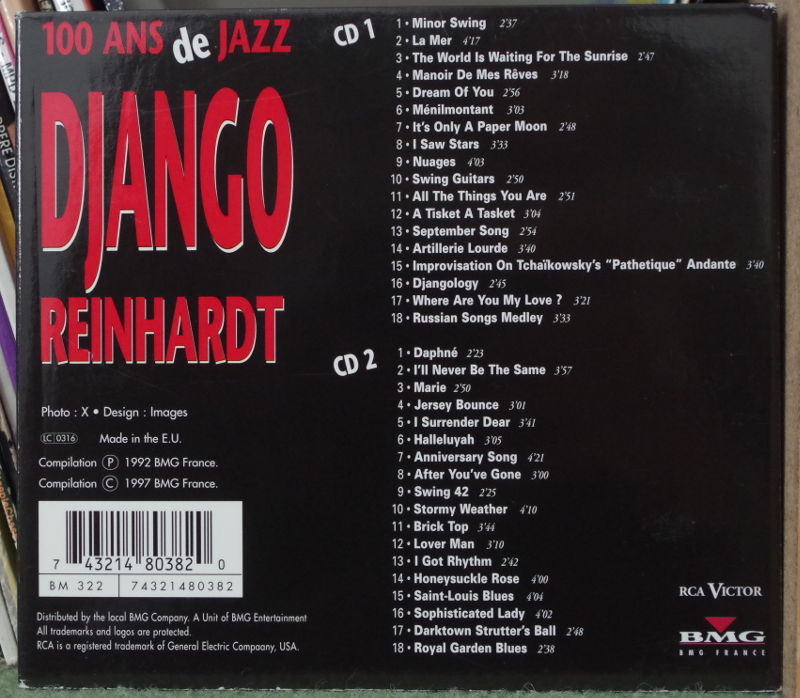 100 ANS de JAZZ
DJANGO
REINHARDT
CD 1
1 • Minor Swing 2'37
2 • La Mer 4'17
3 • The World Is Waiting For The Sunrise 2'47
4 • Manoir De Mes Rêves 3'18
5 • Dream Of You 2'56
6 • Ménilmontant 3'03
7 • It's Only A Paper Moon 2'48
8 • I Saw Stars 3'33
9 • Nuages 4'03
10 • Swing Guitars 2'50
11 • All The Things You Are 2'51
12 • A Tisket A Tasket 3'04
13 • September Song 2'54
14 • Artillerie Lourde 3'40
15 • Improvisation On Tchaïkowsky's "Pathetique" Andante 3'40
16 • Djangology 2'45
17 • Where Are You My Love ? 3'21
18 • Russian Songs Medley 3'33
CD 2
1 • Daphné 2'23
2 • I'll Never Be The Same 3'57
3 • Marie 2'50
4 • Jersey Bounce 3'01
5 • I Surrender Dear 3'41
6 • Halleluyah 3'05
7 • Anniversary Song 4'21
8 • After You've Gone 3'00
9 • Swing 42 2'25
10 • Stormy Weather 4'10
11 • Brick Top 3'44
12 • Lover Man 3'10
13 • I Got Rhythm 2'42
14 • Honeysuckle Rose 4'00
15 • Saint-Louis Blues 4'04
16 • Sophisticated Lady 4'02
17 • Darktown Strutter's Ball 2'48
18 • Royal Garden Blues 2'38
Photo : X • Design : Images
LC 0316 Made in the E.U.
Compilation Ⓟ 1992 BMG France.
Compilation Ⓒ 1997 BMG France.
7 43214 80382 0
BM 322 74321480382
Distributed by the local BMG Company. A Unit of BMG Entertainment
All trademarks and logos are protected.
RCA is a registered trademark of General Electric Compaany, USA.
RCA VICTOR
BMG
BMG FRANCE